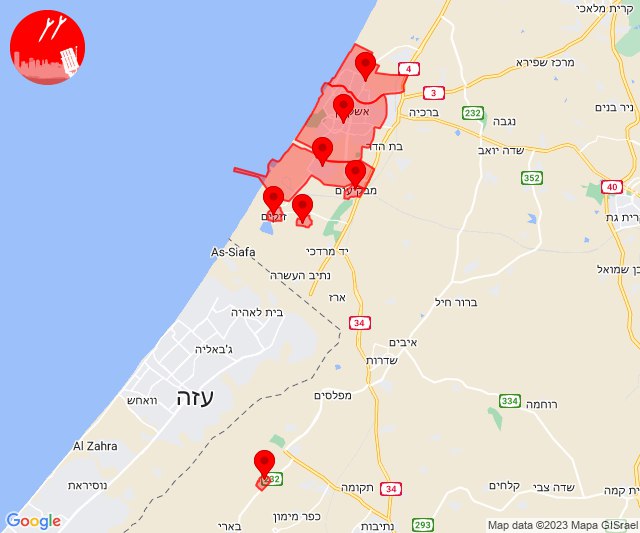 קרית מלאכי
4
מרכז שפירא
3
אשקלון
ברכיה
232
נגבה
ניר בנים
בת הדר
שדה יואב
352
40
מבקיעים
זיקים
קרית גת
As-Siafa
יד מרדכי
נתיב העשרה
כן שמואל
ארז
ברור חיל
בית לאהיה
34
ג'באליה
איבים
שדרות
עזה
וואחש
מפלסים
334
רוחמה
Al Zahra
232
נוסיראת
34
תקומה
קלחים
שדה צבי
קרית קמה
בארי
כפר מימון
נתיבות
293
Google
Map data ©2023 Mapa GISrael